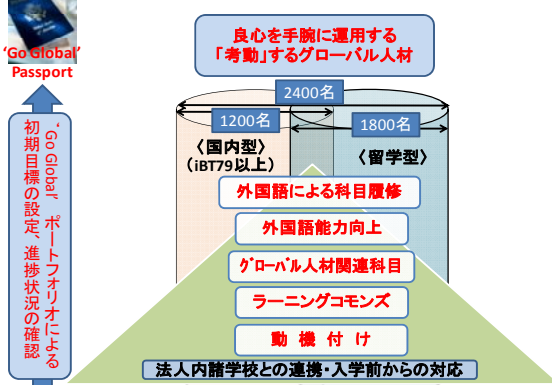 良心を手腕に運用する
「考動」するグローバル人材
‘Go Global’
Passport
2400名
1200名
1800名
〈国内型〉
(iBT79以上)
〈留学型〉
‘Go Global’ ポートフォリオによる
初期目標の設定、進捗状況の確認
外国語による科目履修
外国語能力向上
グローバル人材関連科目
ラーニングコモンズ
動 機 付 け
法人内諸学校との連携・入学前からの対応